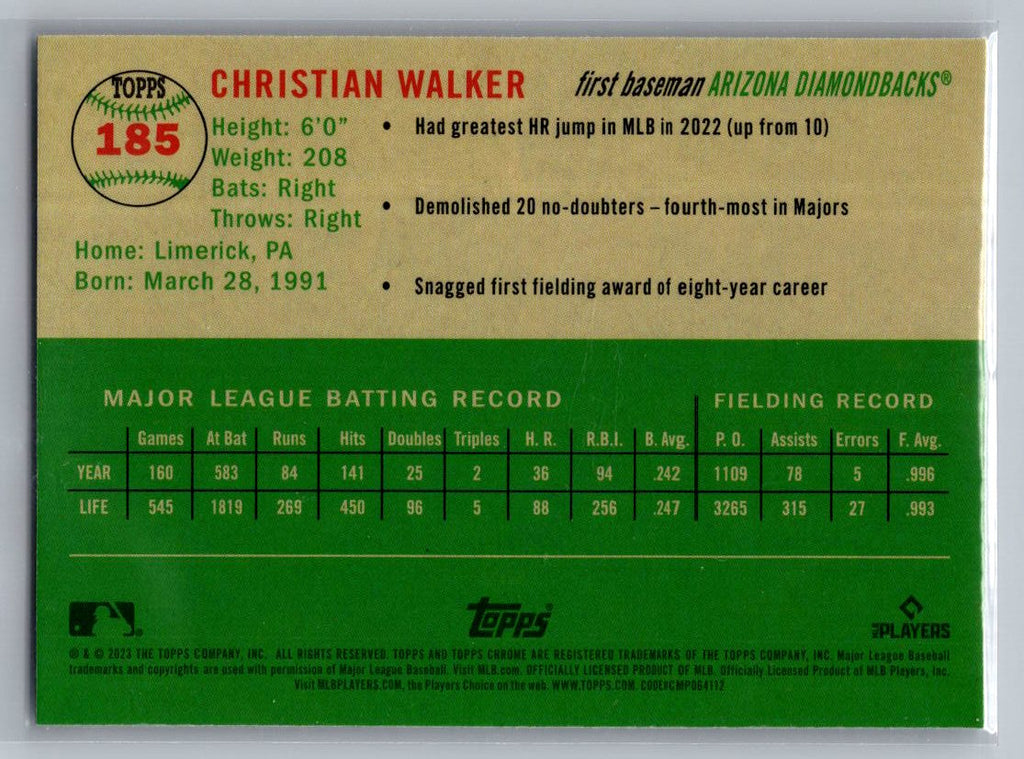 TOPPS
185
CHRISTIAN WALKER
first baseman ARIZONA DIAMONDBACKS®
Height: 6'0"
Weight: 208
Bats: Right
Throws: Right
Home: Limerick, PA
Born: March 28, 1991
• Had greatest HR jump in MLB in 2022 (up from 10)
• Demolished 20 no-doubters – fourth-most in Majors
• Snagged first fielding award of eight-year career
MAJOR LEAGUE BATTING RECORD FIELDING RECORD
Games At Bat Runs Hits Doubles Triples H. R. R.B.I. B. Avg. P. O. Assists Errors F. Avg.
YEAR 160 583 84 141 25 2 36 94 .242 1109 78 5 .996
LIFE 545 1819 269 450 96 5 88 256 .247 3265 315 27 .993
topps
MLB PLAYERS
® & © 2023 THE TOPPS COMPANY, INC. ALL RIGHTS RESERVED. TOPPS AND TOPPS CHROME ARE REGISTERED TRADEMARKS OF THE TOPPS COMPANY, INC. Major League Baseball
trademarks and copyrights are used with permission of Major League Baseball. Visit MLB.com. OFFICIALLY LICENSED PRODUCT OF MLB. Officially Licensed Product of MLB Players, Inc.
Visit MLBPLAYERS.COM, the Players Choice on the web. WWW.TOPPS.COM. CODE#CMP064112